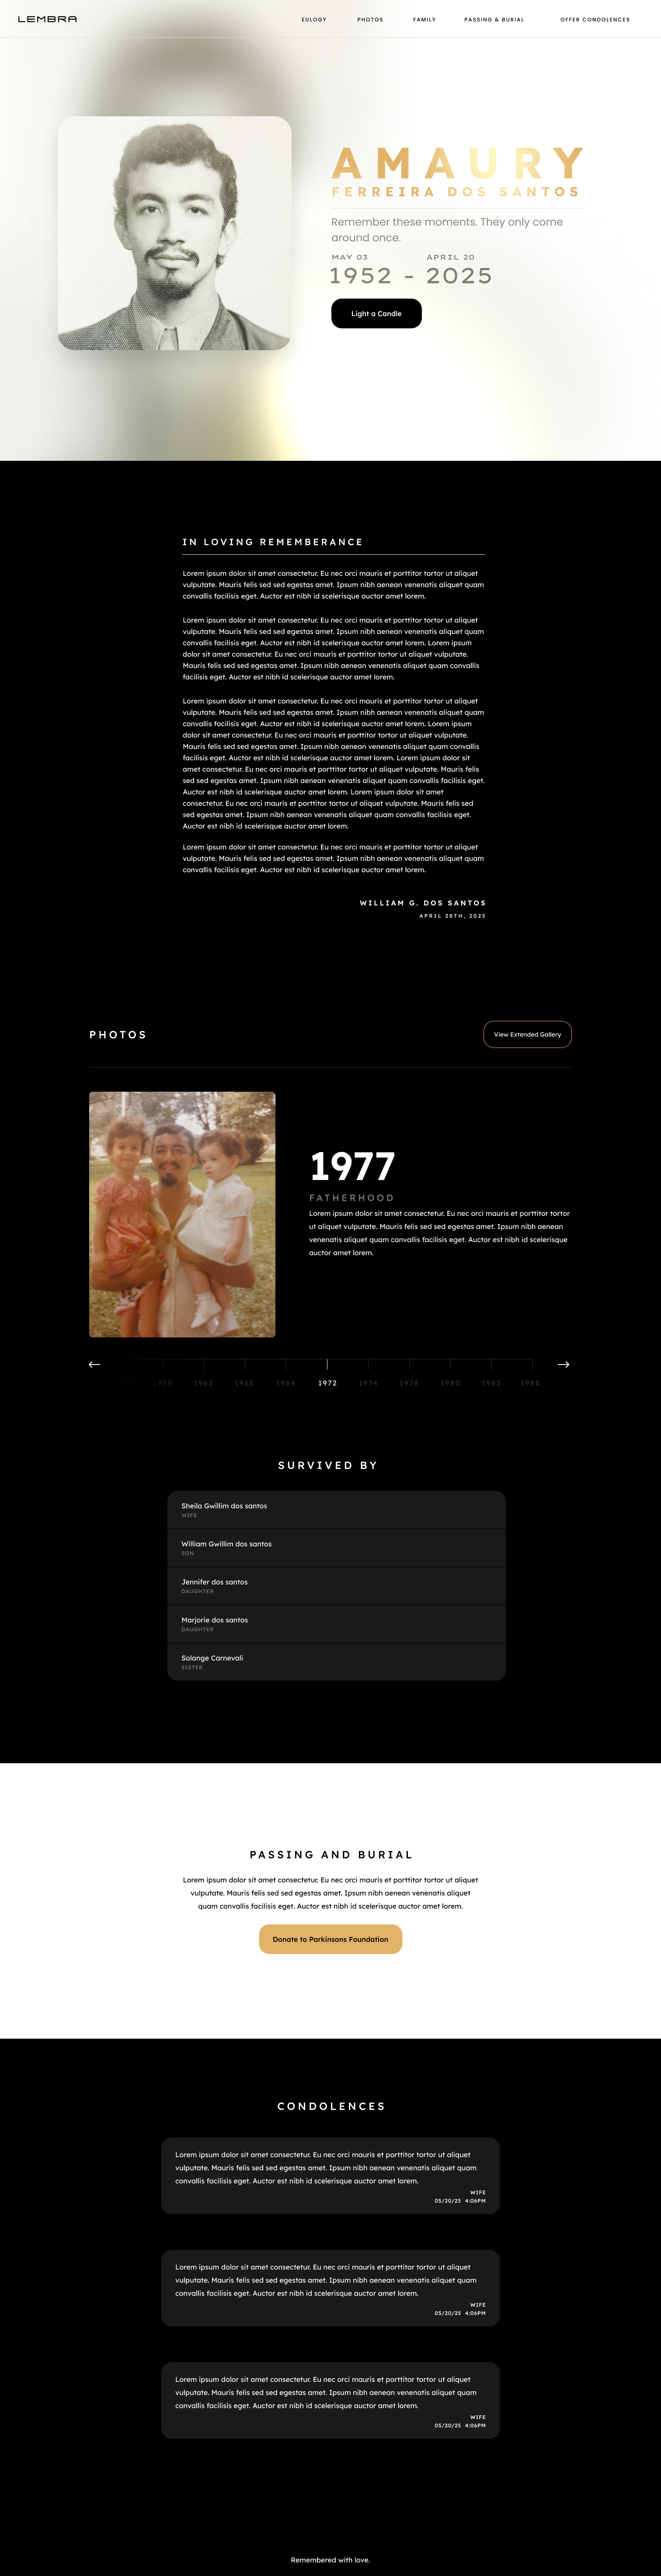 LEMBRA
EULOGY
PHOTOS
FAMILY
PASSING & BURIAL
OFFER CONDOLENCES
AMAURY
FERREIRA DOS SANTOS
Remember these moments. They only come
around once.
MAY 03 APRIL 20
1952 - 2025
Light a Candle
IN LOVING REMEMBERANCE
Lorem ipsum dolor sit amet consectetur. Eu nec orci mauris et porttitor tortor ut aliquet
vulputate. Mauris felis sed sed egestas amet. Ipsum nibh aenean venenatis aliquet quam
convallis facilisis eget. Auctor est nibh id scelerisque auctor amet lorem.
Lorem ipsum dolor sit amet consectetur. Eu nec orci mauris et porttitor tortor ut aliquet
vulputate. Mauris felis sed sed egestas amet. Ipsum nibh aenean venenatis aliquet quam
convallis facilisis eget. Auctor est nibh id scelerisque auctor amet lorem. Lorem ipsum
dolor sit amet consectetur. Eu nec orci mauris et porttitor tortor ut aliquet vulputate.
Mauris felis sed sed egestas amet. Ipsum nibh aenean venenatis aliquet quam convallis
facilisis eget. Auctor est nibh id scelerisque auctor amet lorem.
Lorem ipsum dolor sit amet consectetur. Eu nec orci mauris et porttitor tortor ut aliquet
vulputate. Mauris felis sed sed egestas amet. Ipsum nibh aenean venenatis aliquet quam
convallis facilisis eget. Auctor est nibh id scelerisque auctor amet lorem. Lorem ipsum
dolor sit amet consectetur. Eu nec orci mauris et porttitor tortor ut aliquet vulputate.
Mauris felis sed sed egestas amet. Ipsum nibh aenean venenatis aliquet quam convallis
facilisis eget. Auctor est nibh id scelerisque auctor amet lorem. Lorem ipsum dolor sit
amet consectetur. Eu nec orci mauris et porttitor tortor ut aliquet vulputate. Mauris felis
sed sed egestas amet. Ipsum nibh aenean venenatis aliquet quam convallis facilisis eget.
Auctor est nibh id scelerisque auctor amet lorem. Lorem ipsum dolor sit amet
consectetur. Eu nec orci mauris et porttitor tortor ut aliquet vulputate. Mauris felis sed
sed egestas amet. Ipsum nibh aenean venenatis aliquet quam convallis facilisis eget.
Auctor est nibh id scelerisque auctor amet lorem.
Lorem ipsum dolor sit amet consectetur. Eu nec orci mauris et porttitor tortor ut aliquet
vulputate. Mauris felis sed sed egestas amet. Ipsum nibh aenean venenatis aliquet quam
convallis facilisis eget. Auctor est nibh id scelerisque auctor amet lorem.
WILLIAM G. DOS SANTOS
APRIL 28TH, 2025
PHOTOS
View Extended Gallery
1977
FATHERHOOD
Lorem ipsum dolor sit amet consectetur. Eu nec orci mauris et porttitor tortor
ut aliquet vulputate. Mauris felis sed sed egestas amet. Ipsum nibh aenean
venenatis aliquet quam convallis facilisis eget. Auctor est nibh id scelerisque
auctor amet lorem.
1958 1962 1963 1964 1972 1974 1978 1980 1982 1988
SURVIVED BY
Sheila Gwillim dos santos
WIFE
William Gwillim dos santos
SON
Jennifer dos santos
DAUGHTER
Marjorie dos santos
DAUGHTER
Solange Carnevali
SISTER
PASSING AND BURIAL
Lorem ipsum dolor sit amet consectetur. Eu nec orci mauris et porttitor tortor ut aliquet
vulputate. Mauris felis sed sed egestas amet. Ipsum nibh aenean venenatis aliquet
quam convallis facilisis eget. Auctor est nibh id scelerisque auctor amet lorem.
Donate to Parkinsons Foundation
CONDOLENCES
Lorem ipsum dolor sit amet consectetur. Eu nec orci mauris et porttitor tortor ut aliquet
vulputate. Mauris felis sed sed egestas amet. Ipsum nibh aenean venenatis aliquet quam
convallis facilisis eget. Auctor est nibh id scelerisque auctor amet lorem.
WIFE
05/20/25 4:06PM
Lorem ipsum dolor sit amet consectetur. Eu nec orci mauris et porttitor tortor ut aliquet
vulputate. Mauris felis sed sed egestas amet. Ipsum nibh aenean venenatis aliquet quam
convallis facilisis eget. Auctor est nibh id scelerisque auctor amet lorem.
WIFE
05/20/25 4:06PM
Lorem ipsum dolor sit amet consectetur. Eu nec orci mauris et porttitor tortor ut aliquet
vulputate. Mauris felis sed sed egestas amet. Ipsum nibh aenean venenatis aliquet quam
convallis facilisis eget. Auctor est nibh id scelerisque auctor amet lorem.
WIFE
05/20/25 4:06PM
Remembered with love.